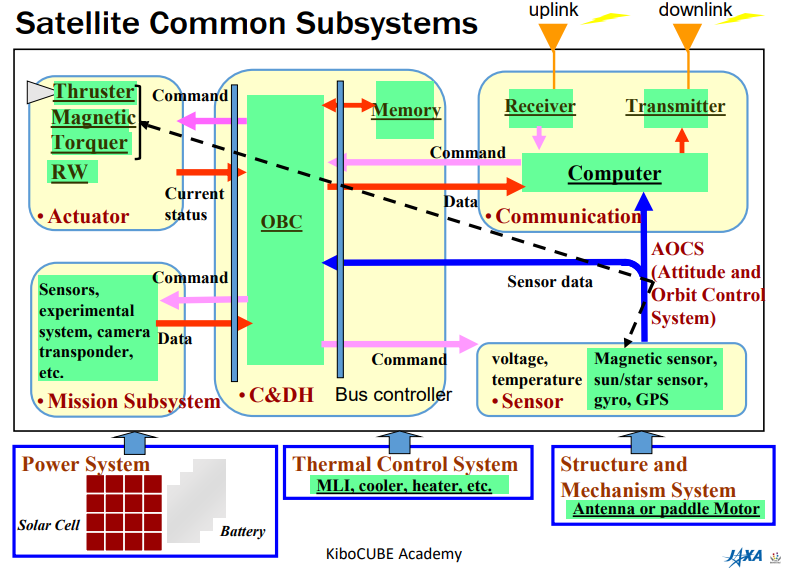 Satellite Common Subsystems
uplink
downlink
Thruster
Magnetic
Torquer
RW
• Actuator
Command
Current
status
OBC
Memory
Receiver
Transmitter
Computer
• Communication
Command
Data
AOCS
(Attitude and
Orbit Control
System)
Sensor data
Sensors,
experimental
system, camera
transponder,
etc.
• Mission Subsystem
Command
Data
• C&DH
Bus controller
Command
voltage,
temperature
• Sensor
Magnetic sensor,
sun/star sensor,
gyro, GPS
Power System
Solar Cell
Battery
Thermal Control System
MLI, cooler, heater, etc.
Structure and
Mechanism System
Antenna or paddle Motor
KiboCUBE Academy
JAXA